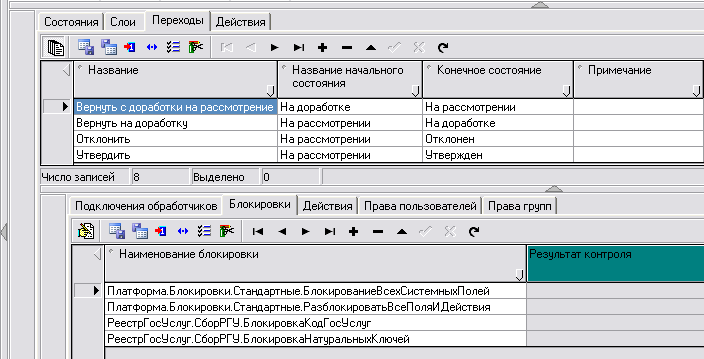 Состояния Слои Переходы Действия
Название Название начального состояния Конечное состояние Примечание
Вернуть с доработки на рассмотрение На доработке На рассмотрении
Вернуть на доработку На рассмотрении На доработке
Отклонить На рассмотрении Отклонен
Утвердить На рассмотрении Утвержден
Число записей 8 Выделено 0
Подключения обработчиков Блокировки Действия Права пользователей Права групп
Наименование блокировки Результат контроля
Платформа.Блокировки.Стандартные.БлокированиеВсехСистемныхПолей
Платформа.Блокировки.Стандартные.РазблокироватьВсеПоляИДействия
РеестрГосУслуг.СборРГУ.БлокировкаКодГосУслуг
РеестрГосУслуг.СборРГУ.БлокировкаНатуральныхКлючей